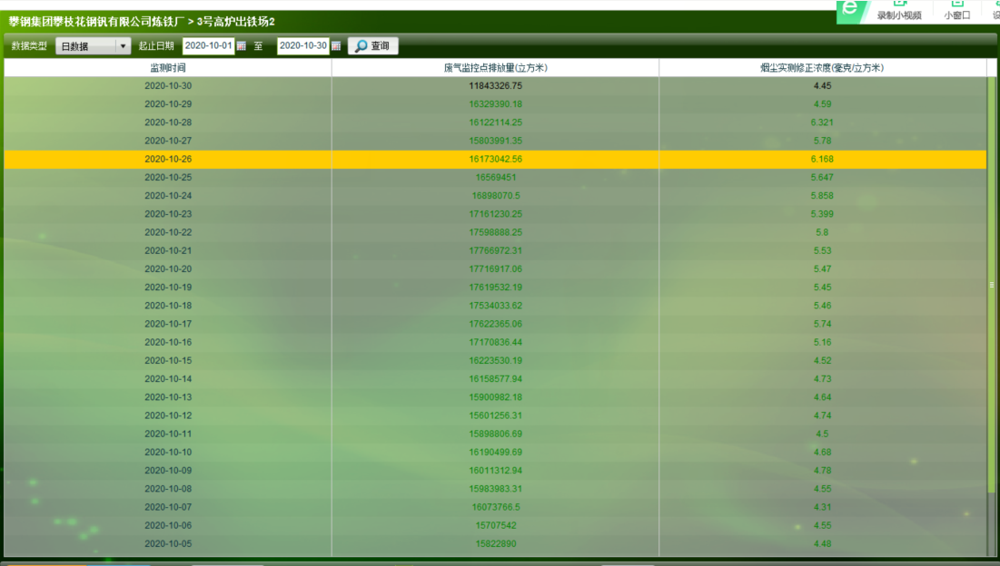 录制小视频 小窗口
攀钢集团攀枝花钢钒有限公司炼铁厂 > 3号高炉出铁场2
数据类型 日数据 起止日期 2020-10-01 至 2020-10-30 查询
监测时间 废气监控点排放量(立方米) 烟尘实测修正浓度(毫克/立方米)
2020-10-30 11843326.75 4.45
2020-10-29 16329390.18 4.59
2020-10-28 16122114.25 6.321
2020-10-27 15803991.35 5.78
2020-10-26 16173042.56 6.168
2020-10-25 16569451 5.647
2020-10-24 16898070.5 5.858
2020-10-23 17161230.25 5.399
2020-10-22 17598888.25 5.8
2020-10-21 17766972.31 5.53
2020-10-20 17716917.06 5.47
2020-10-19 17619532.19 5.45
2020-10-18 17534033.62 5.46
2020-10-17 17622365.06 5.74
2020-10-16 17170836.44 5.16
2020-10-15 16223530.19 4.52
2020-10-14 16158577.94 4.73
2020-10-13 15900982.18 4.64
2020-10-12 15601256.31 4.74
2020-10-11 15898806.69 4.5
2020-10-10 16190499.69 4.68
2020-10-09 16011312.94 4.78
2020-10-08 15983983.31 4.55
2020-10-07 16073766.5 4.31
2020-10-06 15707542 4.55
2020-10-05 15822890 4.48